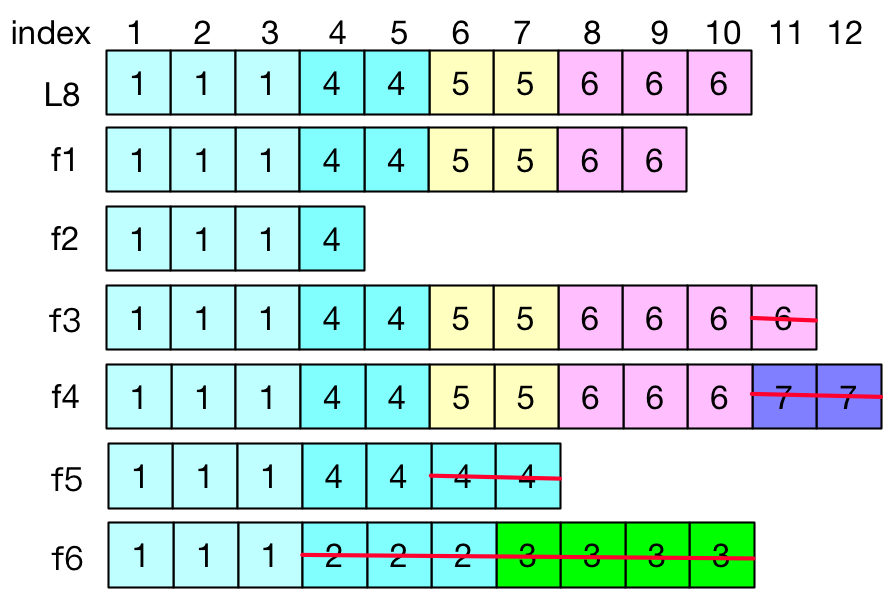 index 1 2 3 4 5 6 7 8 9 10 11 12
L8 1 1 1 4 4 5 5 6 6 6
f1 1 1 1 4 4 5 5 6 6
f2 1 1 1 4
f3 1 1 1 4 4 5 5 6 6 6 6
f4 1 1 1 4 4 5 5 6 6 6 7 7
f5 1 1 1 4 4 4 4
f6 1 1 1 2 2 2 3 3 3 3